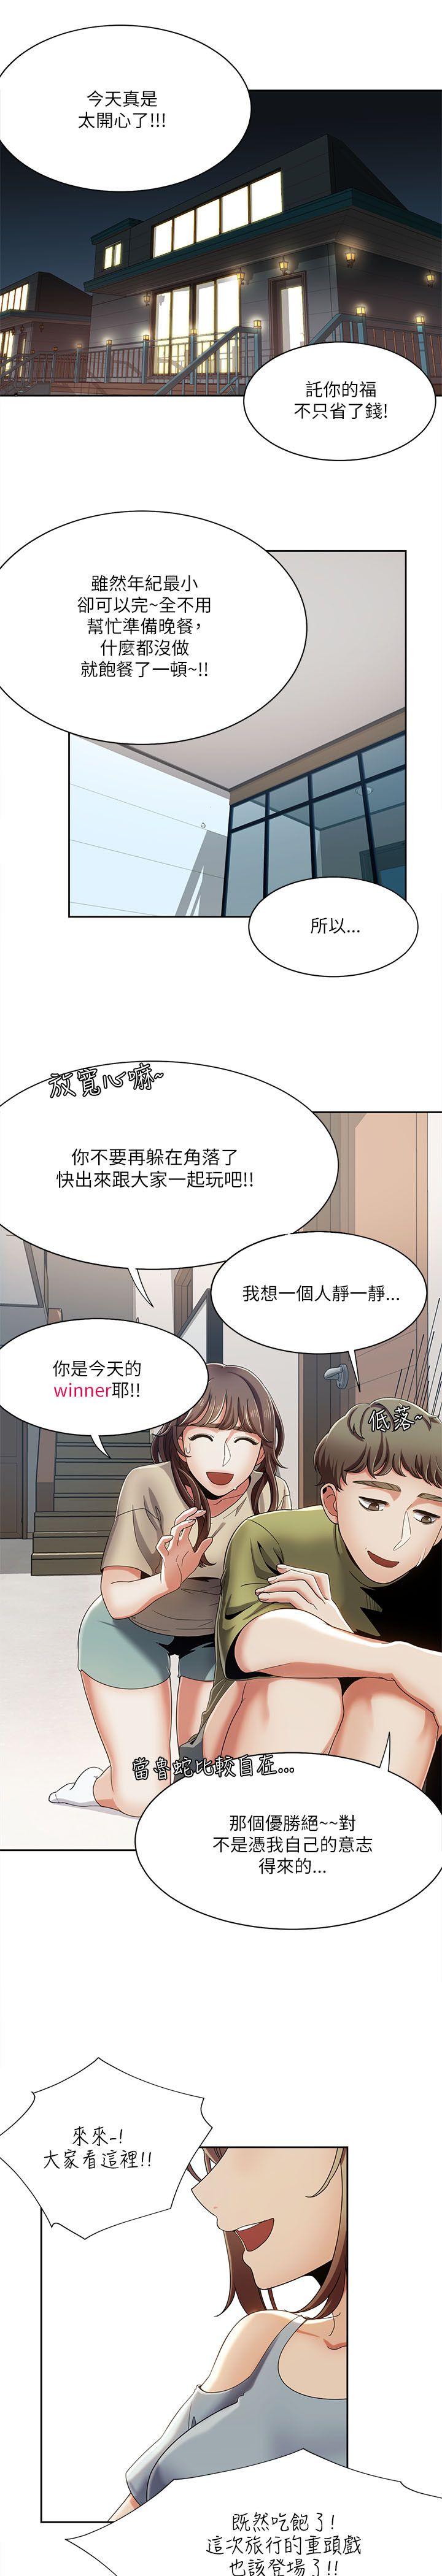 今天真是
太開心了!!!
託你的福
不只省了錢!
雖然年紀最小
卻可以完~全不用
幫忙準備晚餐,
什麼都沒做
就飽餐了一頓~!!
所以...
放寬心嘛~
你不要再躲在角落了
快出來跟大家一起玩吧!!
我想一個人靜一靜...
你是今天的
winner耶!!
低落~
當魯蛇比較自在...
那個優勝絕~~對
不是憑我自己的意志
得來的...
來來-!
大家看這裡!!
既然吃飽了!
這次旅行的重頭戲
也該登場了!!